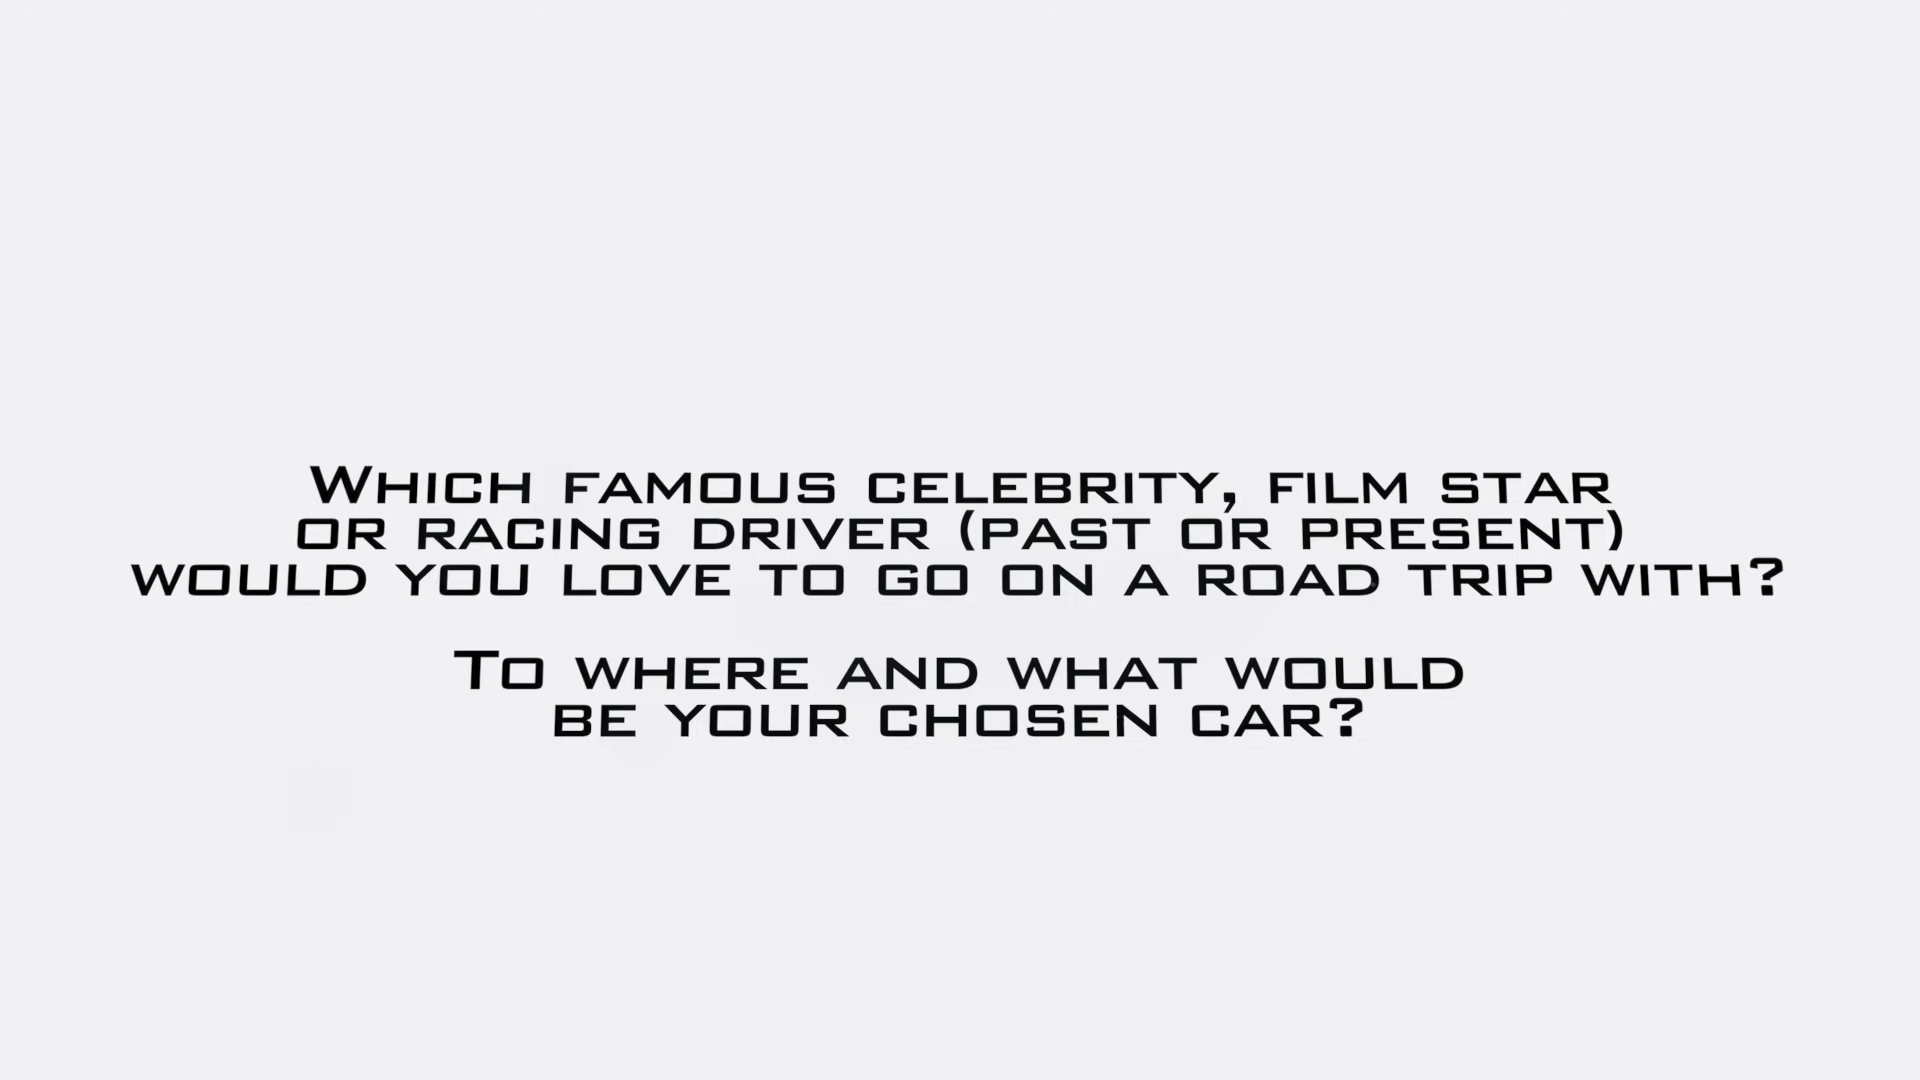 Which famous celebrity, film star
or racing driver (past or present)
would you love to go on a road trip with?
To where and what would
be your chosen car?